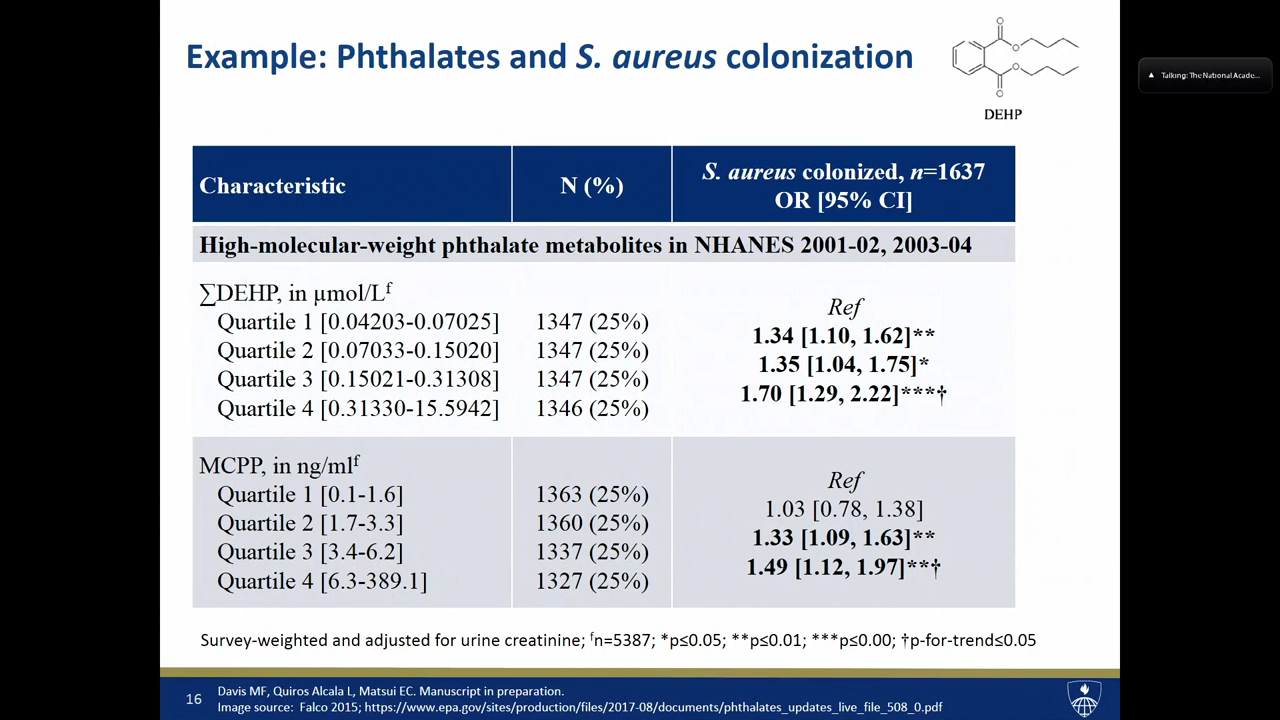 Example: Phthalates and S. aureus colonization
O
O
O
O
DEHP
▲ Talking: The National Acade...
Characteristic
N (%)
S. aureus colonized, n=1637
OR [95% CI]
High-molecular-weight phthalate metabolites in NHANES 2001-02, 2003-04
∑DEHP, in µmol/Lᶠ
Ref
Quartile 1 [0.04203-0.07025] 1347 (25%)
1.34 [1.10, 1.62]**
Quartile 2 [0.07033-0.15020] 1347 (25%)
1.35 [1.04, 1.75]*
Quartile 3 [0.15021-0.31308] 1347 (25%)
1.70 [1.29, 2.22]***†
Quartile 4 [0.31330-15.5942] 1346 (25%)
MCPP, in ng/mlᶠ
Ref
Quartile 1 [0.1-1.6] 1363 (25%)
1.03 [0.78, 1.38]
Quartile 2 [1.7-3.3] 1360 (25%)
1.33 [1.09, 1.63]**
Quartile 3 [3.4-6.2] 1337 (25%)
1.49 [1.12, 1.97]**†
Quartile 4 [6.3-389.1] 1327 (25%)
Survey-weighted and adjusted for urine creatinine; ᶠn=5387; *p≤0.05; **p≤0.01; ***p≤0.00; †p-for-trend≤0.05
16
Davis MF, Quiros Alcala L, Matsui EC. Manuscript in preparation.
Image source: Falco 2015; https://www.epa.gov/sites/production/files/2017-08/documents/phthalates_updates_live_file_508_0.pdf